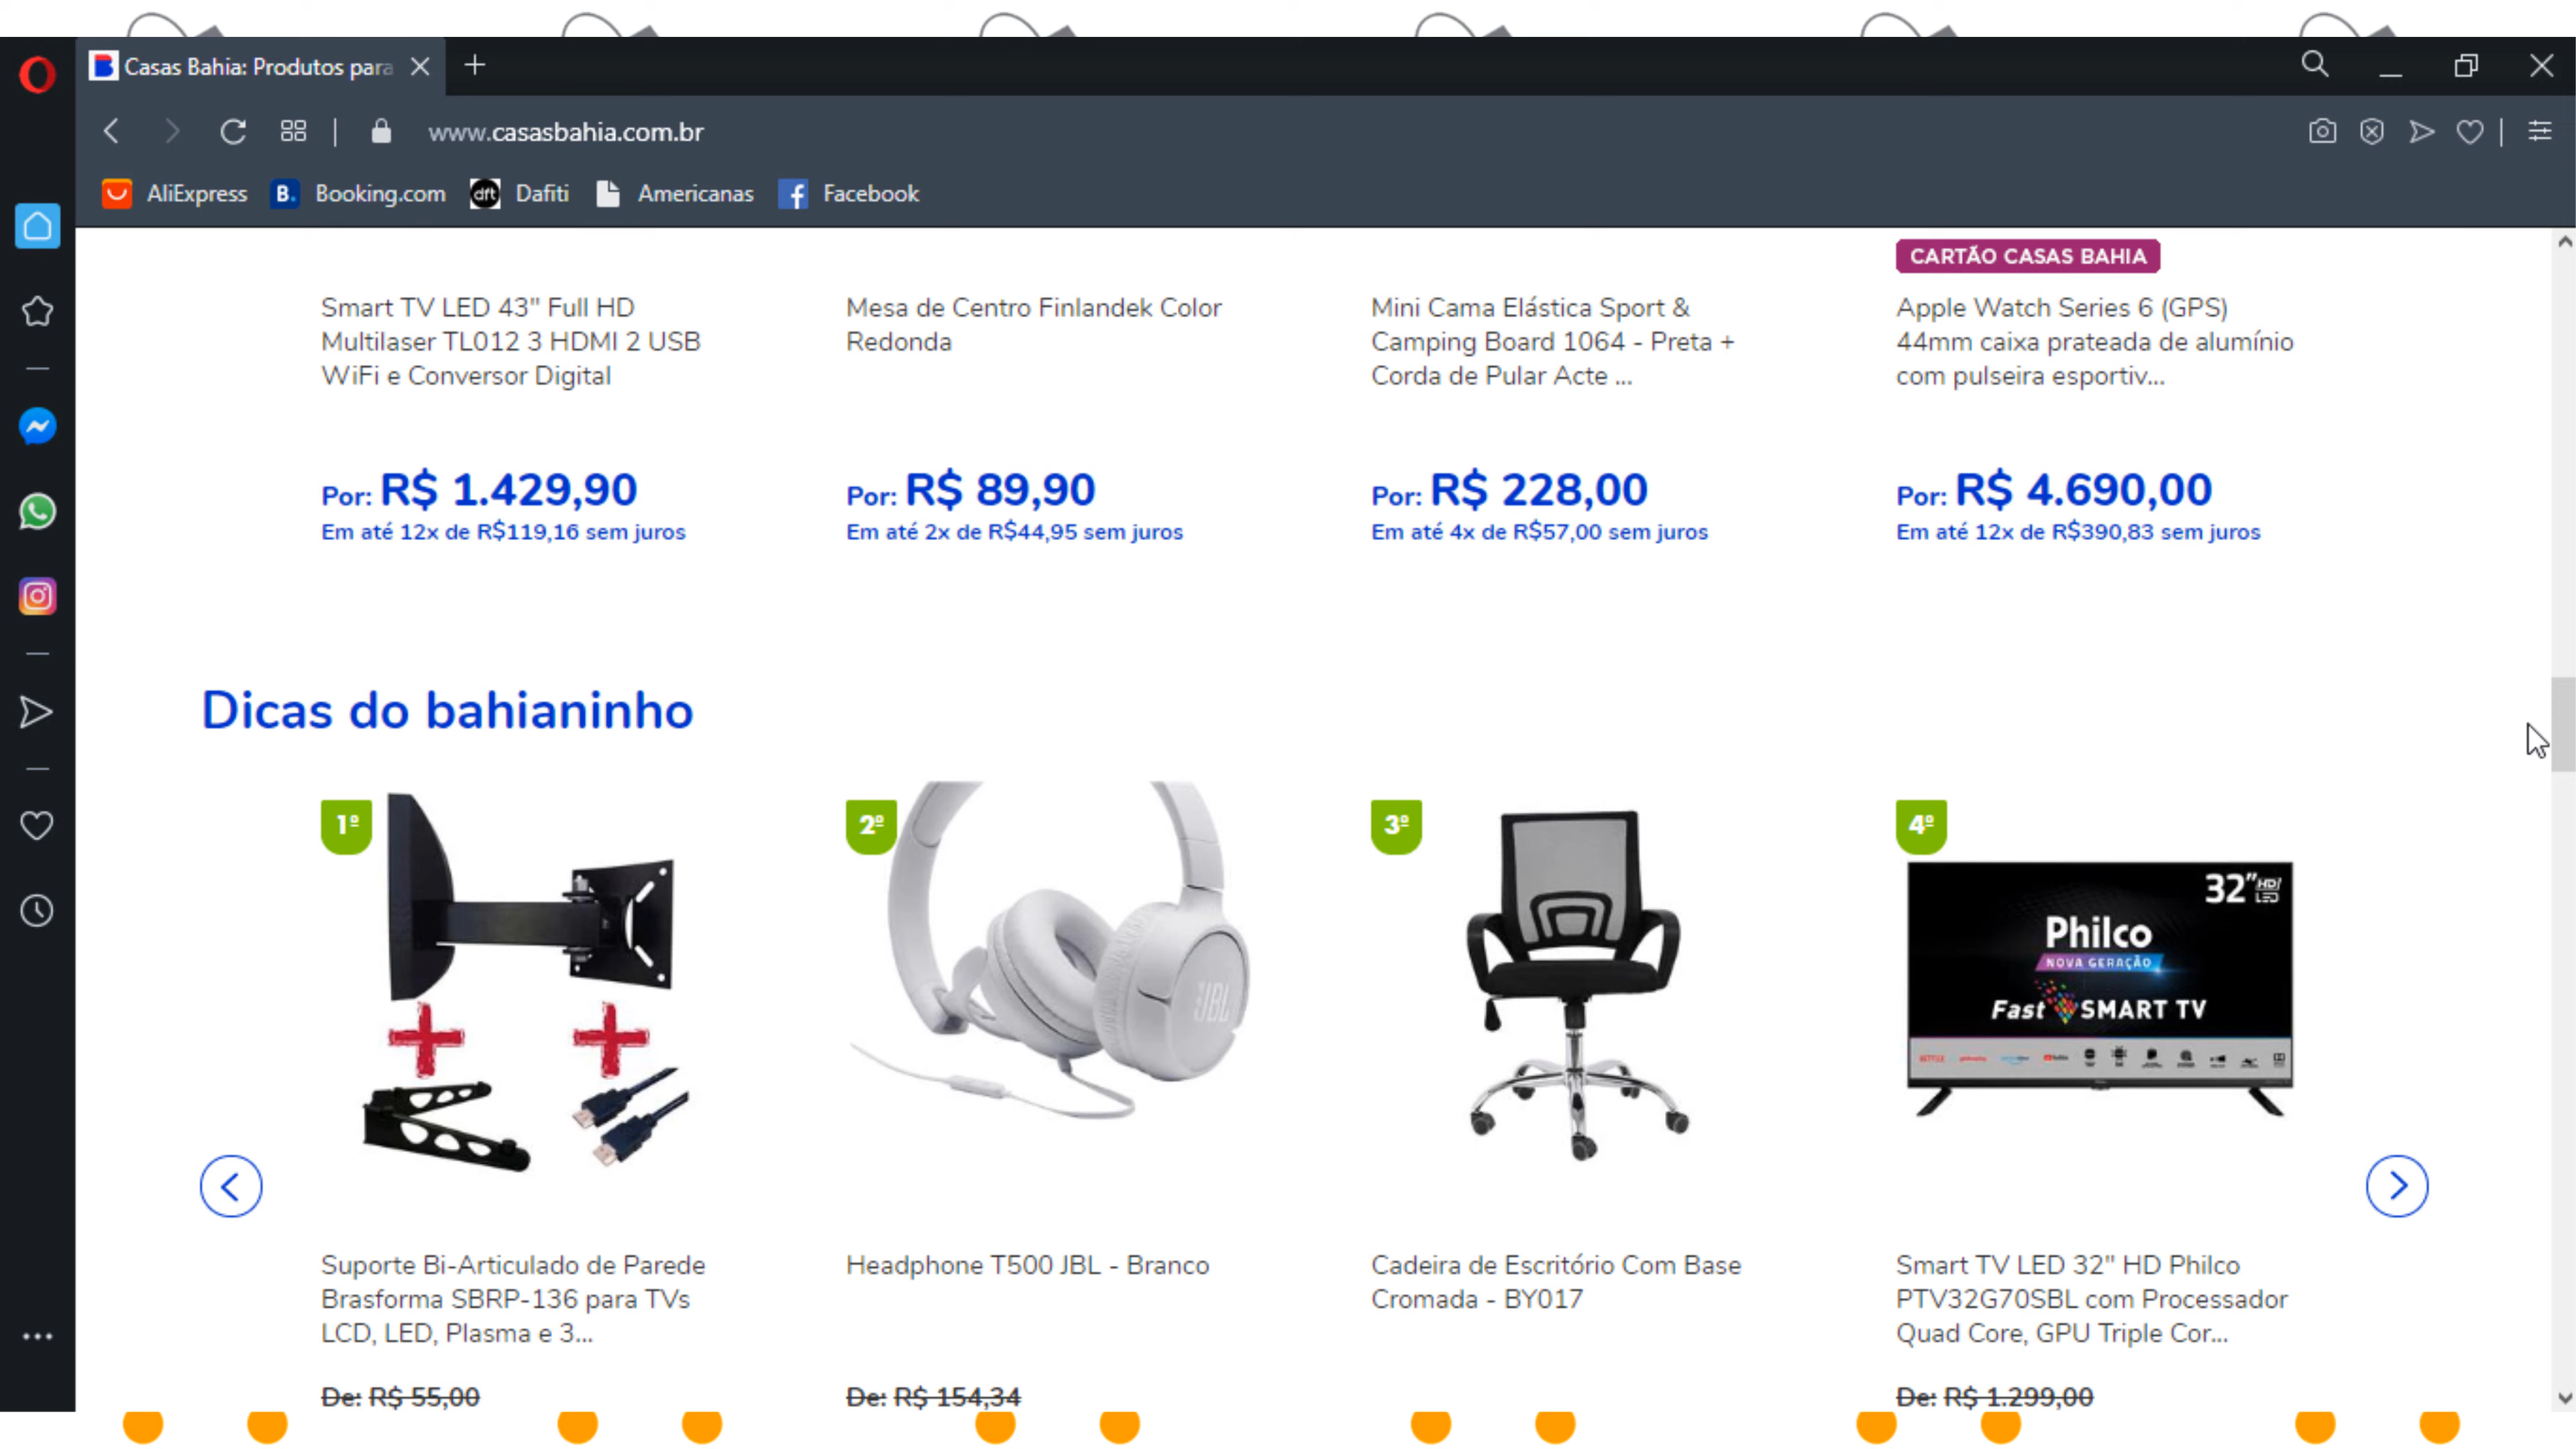 Casas Bahia: Produtos para
www.casasbahia.com.br
AliExpress
B. Booking.com
dft Dafiti
Americanas
Facebook
CARTÃO CASAS BAHIA
Smart TV LED 43" Full HD
Multilaser TL012 3 HDMI 2 USB
WiFi e Conversor Digital
Por: R$ 1.429,90
Em até 12x de R$119,16 sem juros
Mesa de Centro Finlandek Color
Redonda
Por: R$ 89,90
Em até 2x de R$44,95 sem juros
Mini Cama Elástica Sport &
Camping Board 1064 - Preta +
Corda de Pular Acte ...
Por: R$ 228,00
Em até 4x de R$57,00 sem juros
Apple Watch Series 6 (GPS)
44mm caixa prateada de alumínio
com pulseira esportiv...
Por: R$ 4.690,00
Em até 12x de R$390,83 sem juros
Dicas do bahianinho
1º
2º
3º
4º
JBL
32" HD LED
Philco
NOVA GERAÇÃO
Fast SMART TV
NETFLIX
Suporte Bi-Articulado de Parede
Brasforma SBRP-136 para TVs
LCD, LED, Plasma e 3...
De: R$ 55,00
Headphone T500 JBL - Branco
De: R$ 154,34
Cadeira de Escritório Com Base
Cromada - BY017
Smart TV LED 32" HD Philco
PTV32G70SBL com Processador
Quad Core, GPU Triple Cor...
De: R$ 1.299,00